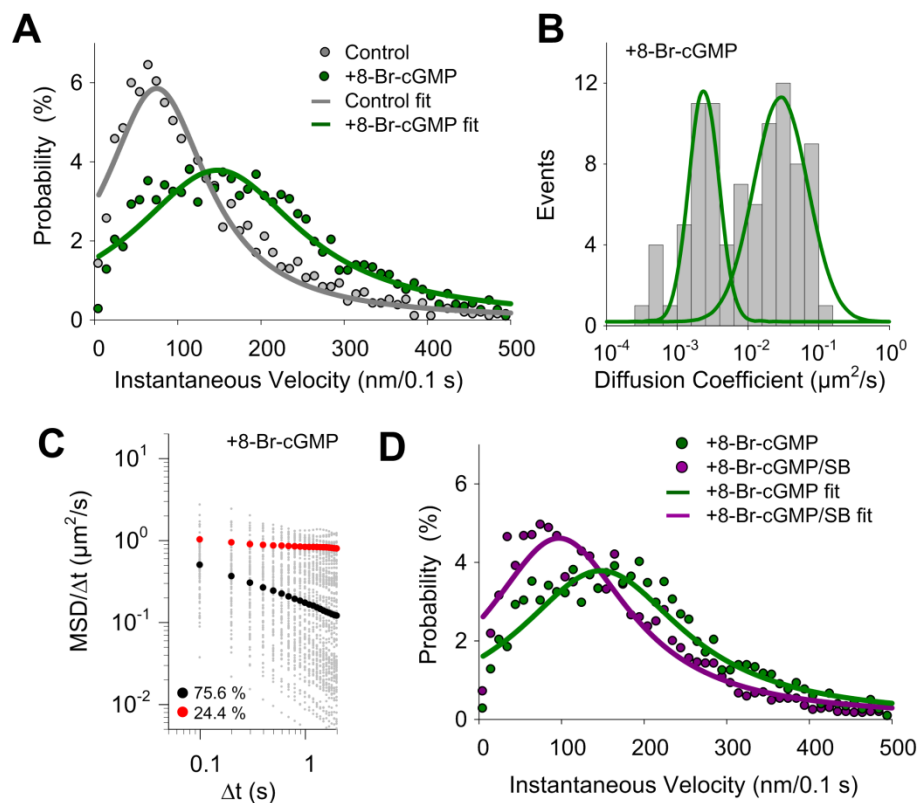 A
Control
+8-Br-cGMP
Control fit
+8-Br-cGMP fit
Probability (%)
6
4
2
0
0 100 200 300 400 500
Instantaneous Velocity (nm/0.1 s)
B
+8-Br-cGMP
Events
12
8
4
0
10⁻⁴ 10⁻³ 10⁻² 10⁻¹ 10⁰
Diffusion Coefficient (µm²/s)
C
+8-Br-cGMP
MSD/Δt (µm²/s)
10¹
10⁰
10⁻¹
10⁻²
75.6 %
24.4 %
0.1 1
Δt (s)
D
+8-Br-cGMP
+8-Br-cGMP/SB
+8-Br-cGMP fit
+8-Br-cGMP/SB fit
Probability (%)
6
4
2
0
0 100 200 300 400 500
Instantaneous Velocity (nm/0.1 s)